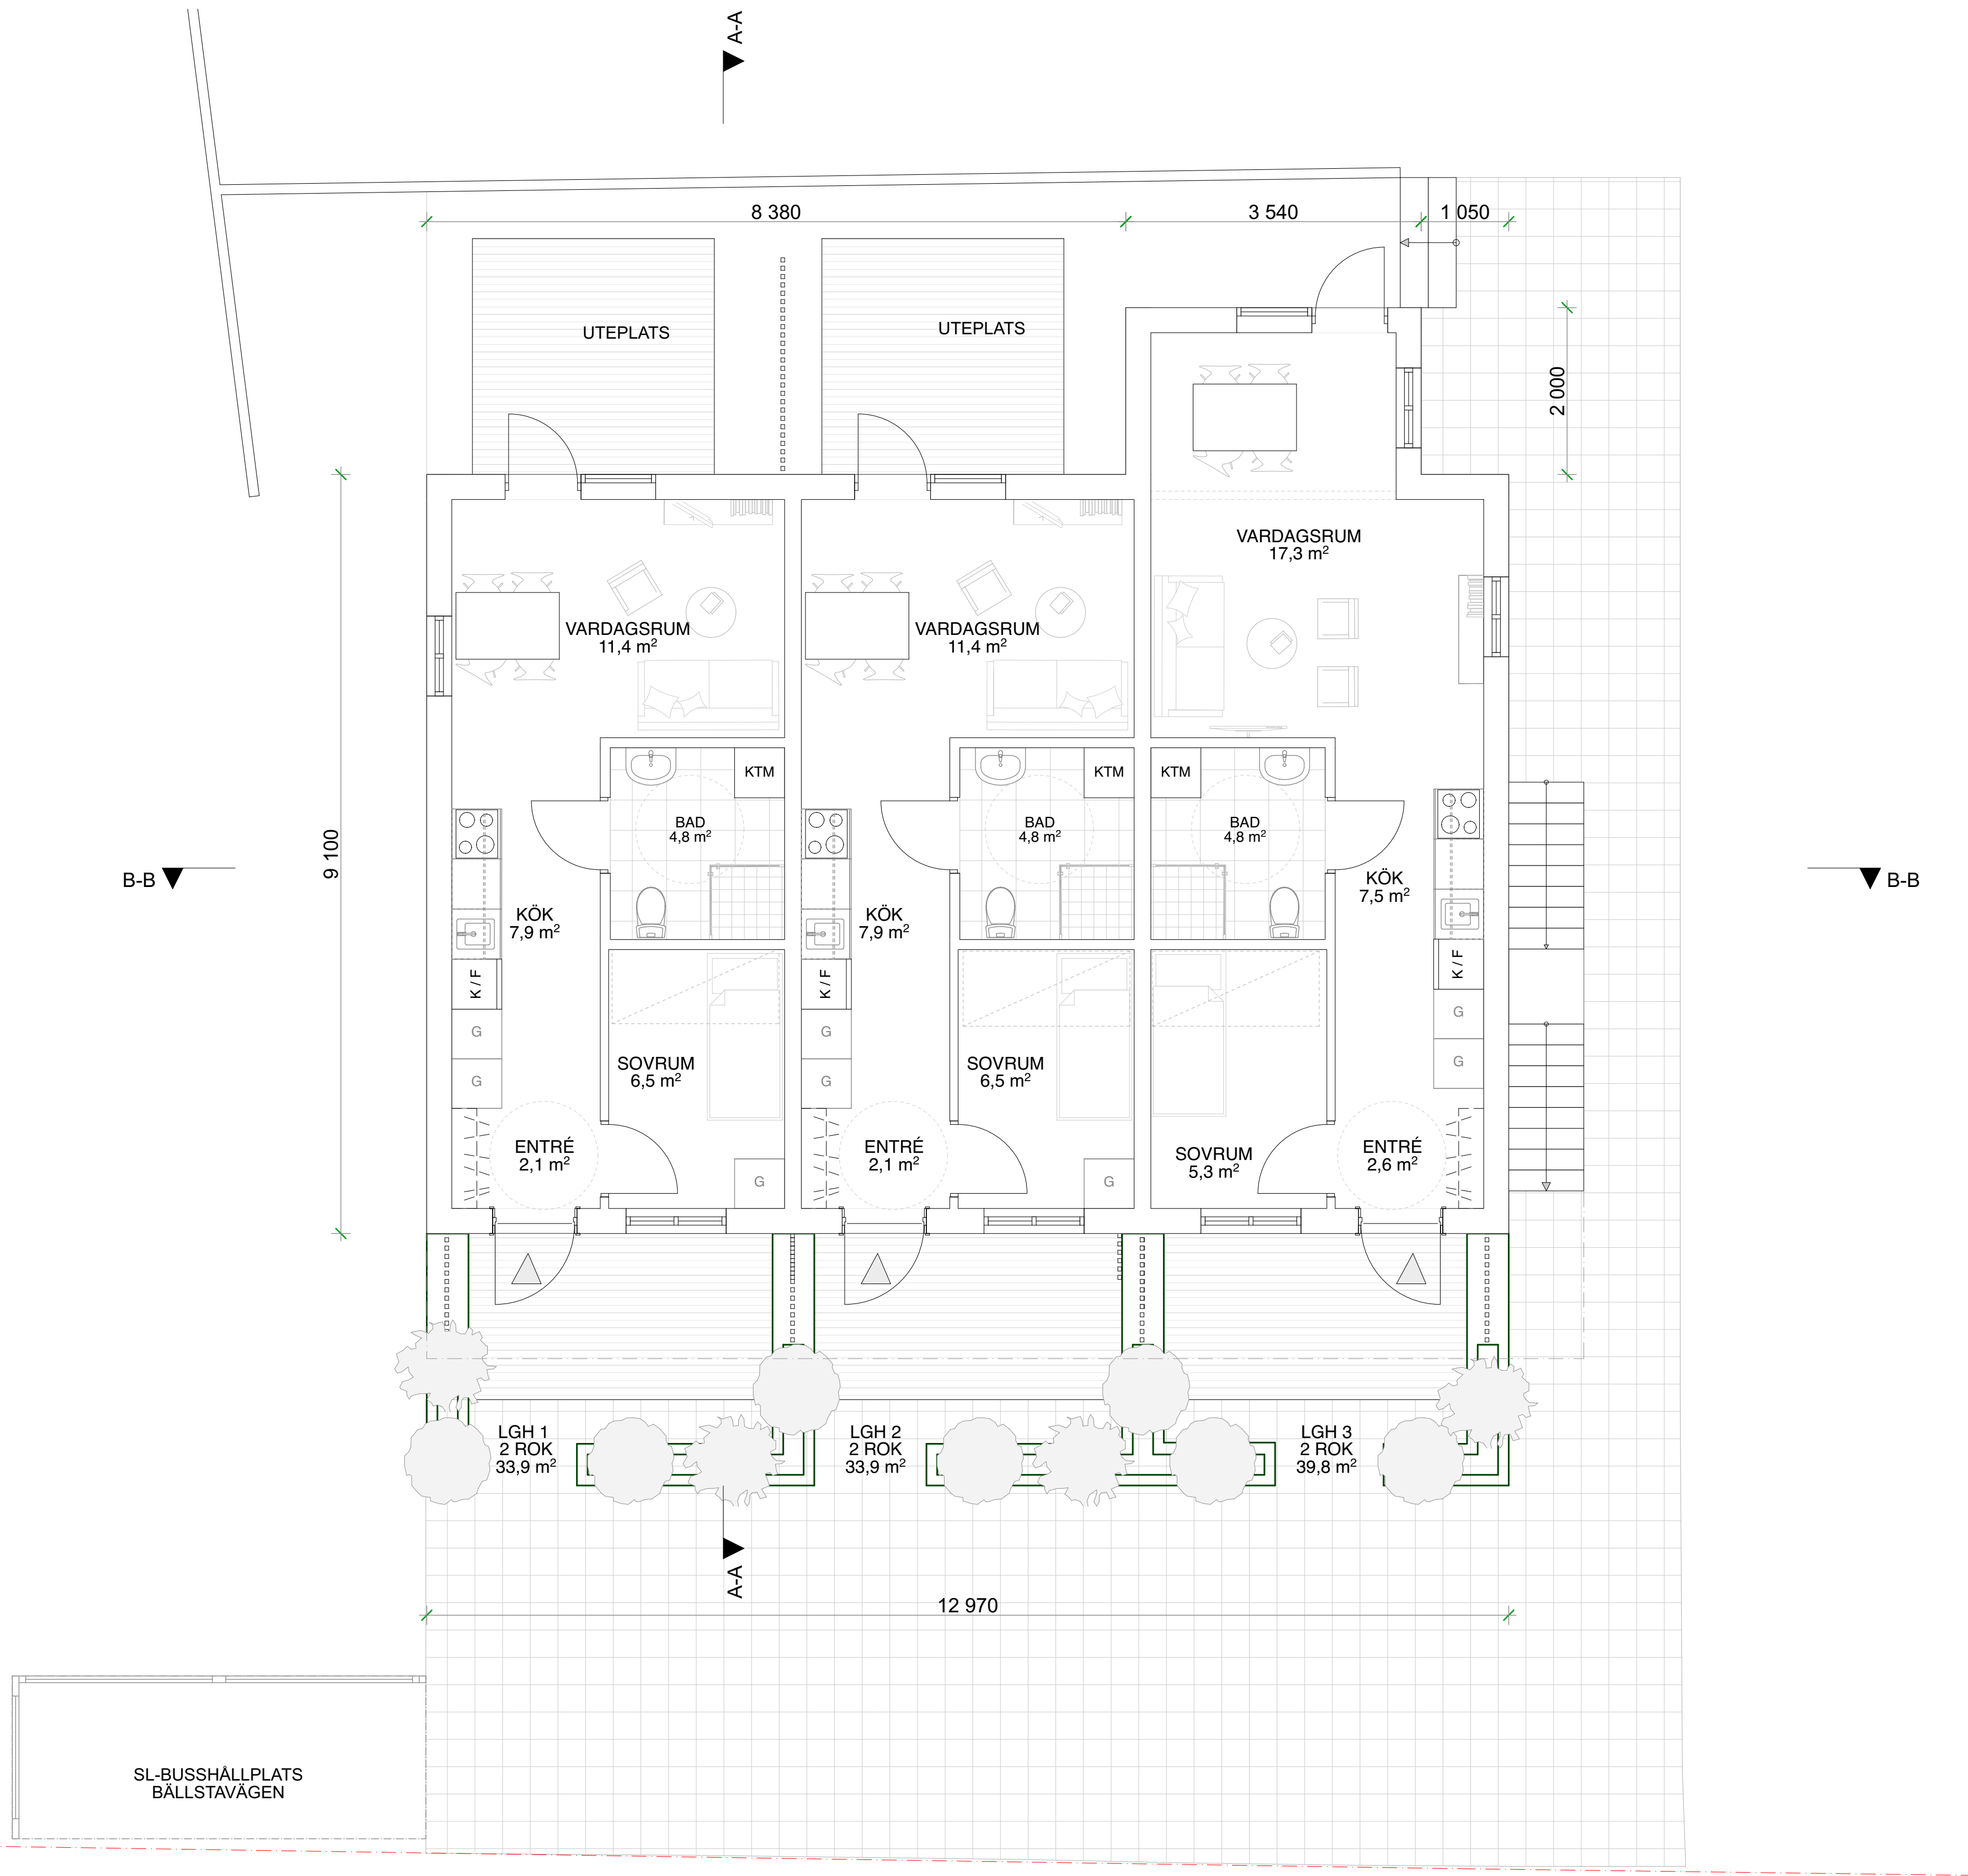 A-A
8 380
3 540
1 050
UTEPLATS
UTEPLATS
2 000
VARDAGSRUM
17,3 m²
VARDAGSRUM
11,4 m²
VARDAGSRUM
11,4 m²
KTM
KTM
KTM
BAD
4,8 m²
BAD
4,8 m²
BAD
4,8 m²
9 100
B-B
B-B
KÖK
7,5 m²
KÖK
7,9 m²
KÖK
7,9 m²
K / F
K / F
K / F
G
G
G
G
G
G
SOVRUM
6,5 m²
SOVRUM
6,5 m²
ENTRÉ
2,1 m²
ENTRÉ
2,1 m²
SOVRUM
5,3 m²
ENTRÉ
2,6 m²
G
G
LGH 1
2 ROK
33,9 m²
LGH 2
2 ROK
33,9 m²
LGH 3
2 ROK
39,8 m²
A-A
12 970
SL-BUSSHÅLLPLATS
BÄLLSTAVÄGEN